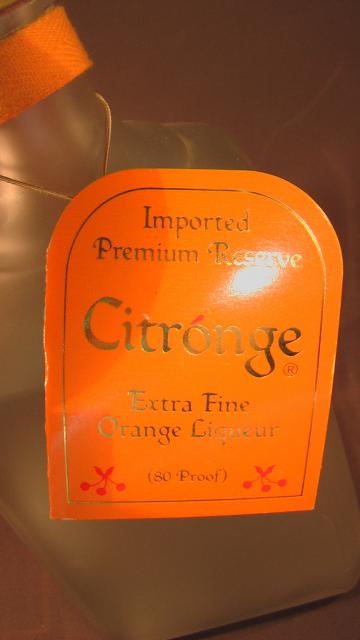 Imported
Premium Reserve
Citrónge
®
Extra Fine
Orange Liqueur
(80 Proof)